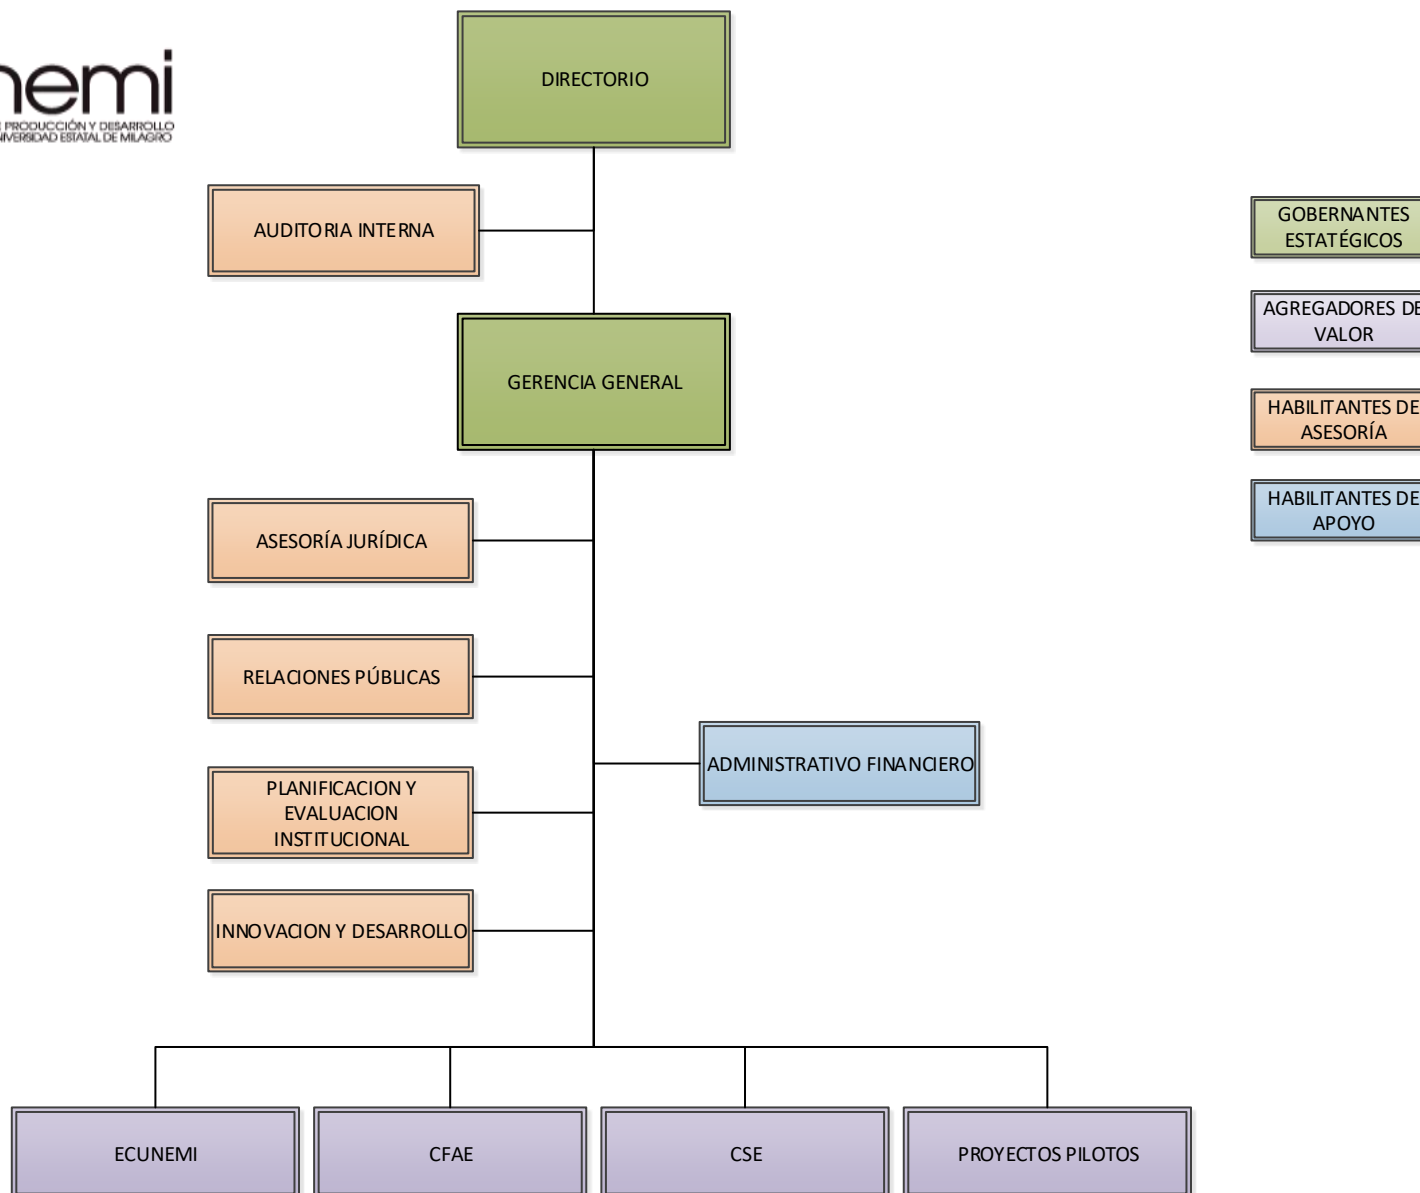 nemi
PRODUCCIÓN Y DESARROLLO
UNIVERSIDAD ESTATAL DE MILAGRO
DIRECTORIO
AUDITORIA INTERNA
GOBERNANTES
ESTATÉGICOS
AGREGADORES DE
VALOR
GERENCIA GENERAL
HABILITANTES DE
ASESORÍA
HABILITANTES DE
APOYO
ASESORÍA JURÍDICA
RELACIONES PÚBLICAS
ADMINISTRATIVO FINANCIERO
PLANIFICACION Y
EVALUACION
INSTITUCIONAL
INNOVACION Y DESARROLLO
ECUNEMI
CFAE
CSE
PROYECTOS PILOTOS